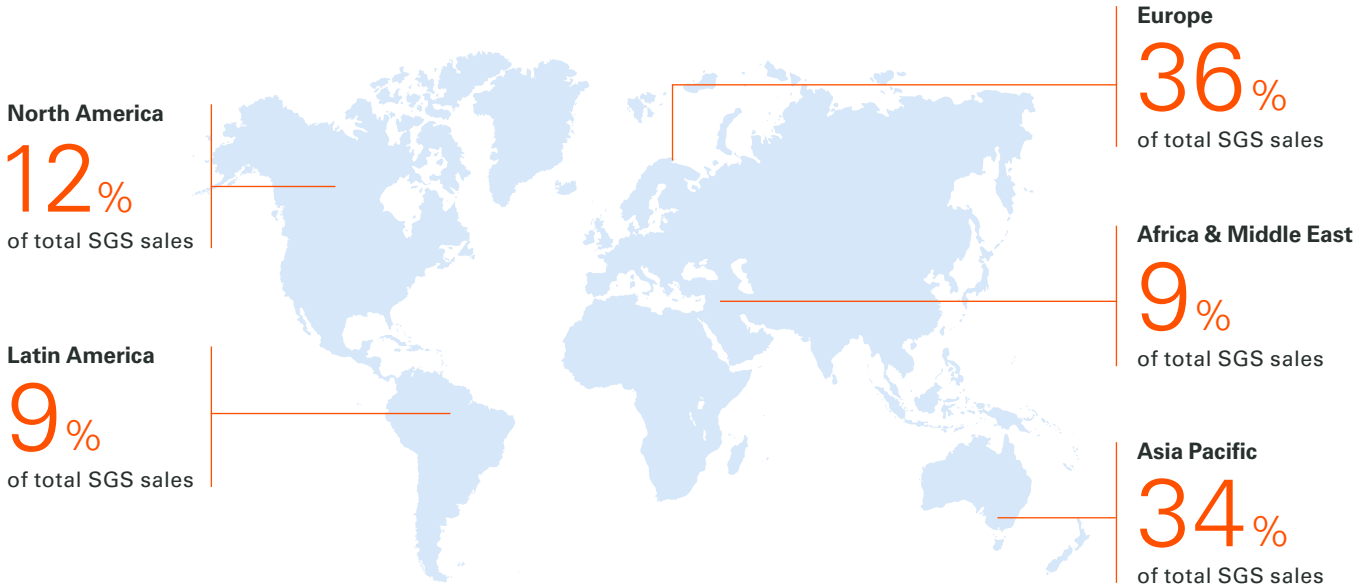 North America
12%
of total SGS sales
Latin America
9%
of total SGS sales
Europe
36%
of total SGS sales
Africa & Middle East
9%
of total SGS sales
Asia Pacific
34%
of total SGS sales